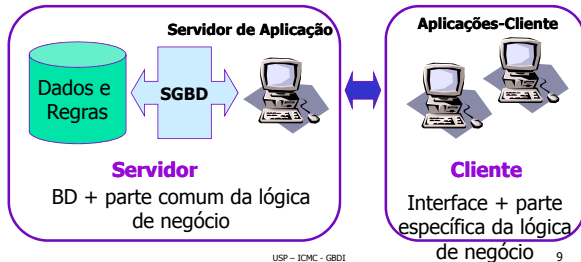 Servidor de Aplicação
Dados e
Regras
SGBD
Servidor
BD + parte comum da lógica
de negócio
Aplicações-Cliente
Cliente
Interface + parte
específica da lógica
de negócio
USP – ICMC - GBDI
9